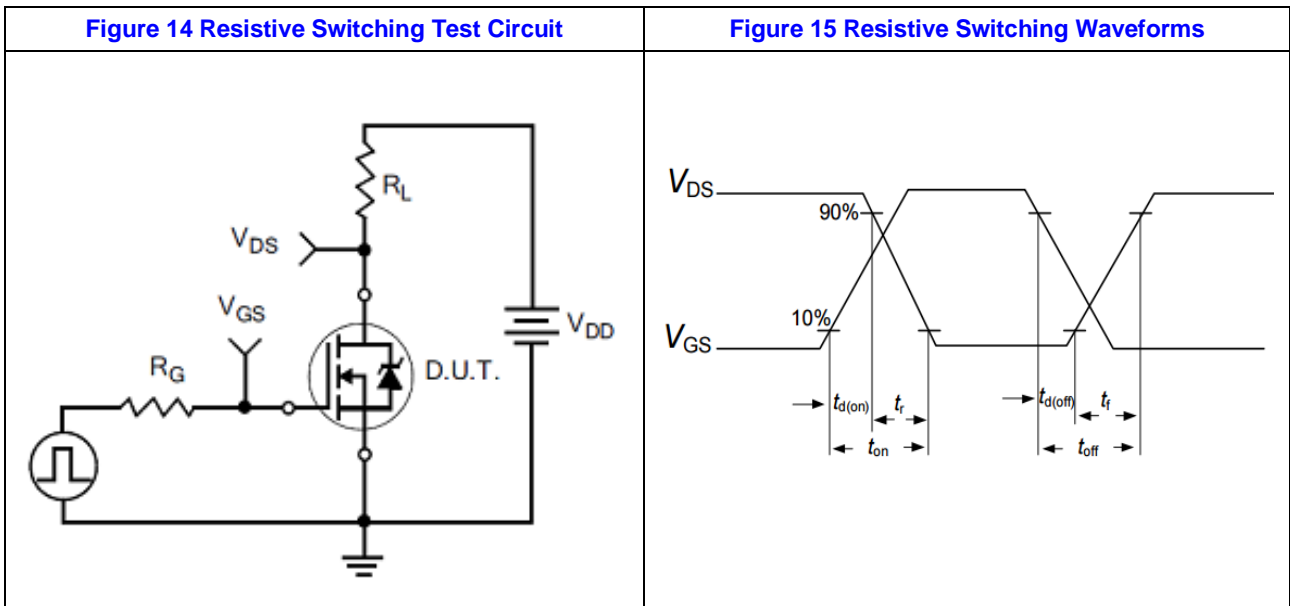 Figure 14 Resistive Switching Test Circuit
Figure 15 Resistive Switching Waveforms
RL
VDS
VGS
RG
D.U.T.
VDD
VDS
90%
10%
VGS
td(on)
tr
td(off)
tf
ton
toff